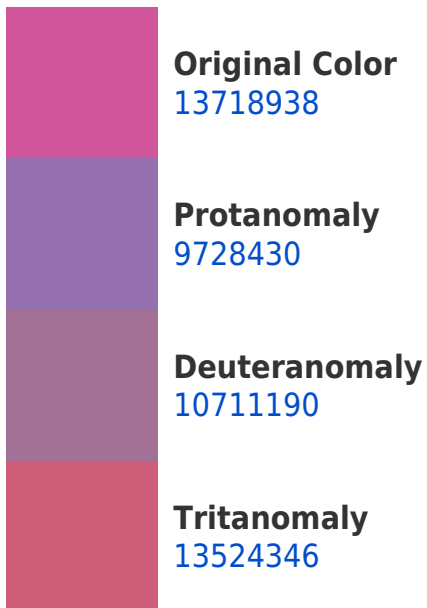 Original Color
13718938
Protanomaly
9728430
Deuteranomaly
10711190
Tritanomaly
13524346